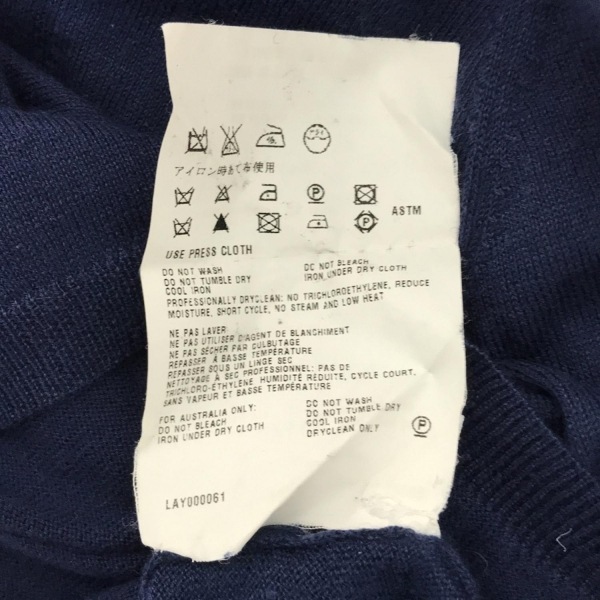 アイロン時あて布使用
P
ASTM
USE PRESS CLOTH
DO NOT WASH
DO NOT TUMBLE DRY
COOL IRON
DO NOT BLEACH
IRON UNDER DRY CLOTH
PROFESSIONALLY DRYCLEAN: NO TRICHLOROETHYLENE, REDUCE
MOISTURE, SHORT CYCLE, NO STEAM AND LOW HEAT
NE PAS LAVER
NE PAS UTILISER D'AGENT DE BLANCHIMENT
NE PAS SÉCHER PAR CULBUTAGE
REPASSER À BASSE TEMPÉRATURE
REPASSER SOUS UN LINGE SEC
NETTOYAGE À SEC PROFESSIONNEL: PAS DE
TRICHLORO-ÉTHYLENE HUMIDITÉ RÉDUITE, CYCLE COURT.
SANS VAPEUR ET BASSE TEMPÉRATURE
FOR AUSTRALIA ONLY:
DO NOT BLEACH
IRON UNDER DRY CLOTH
DO NOT WASH
DO NOT TUMBLE DRY
COOL IRON
DRYCLEAN ONLY
P
LAY000061